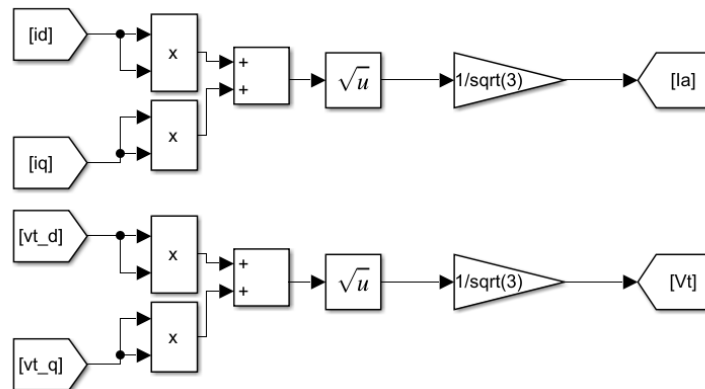 [id]
x
+
+
√u
1/sqrt(3)
[Ia]
[iq]
x
[vt_d]
x
+
+
√u
1/sqrt(3)
[Vt]
[vt_q]
x